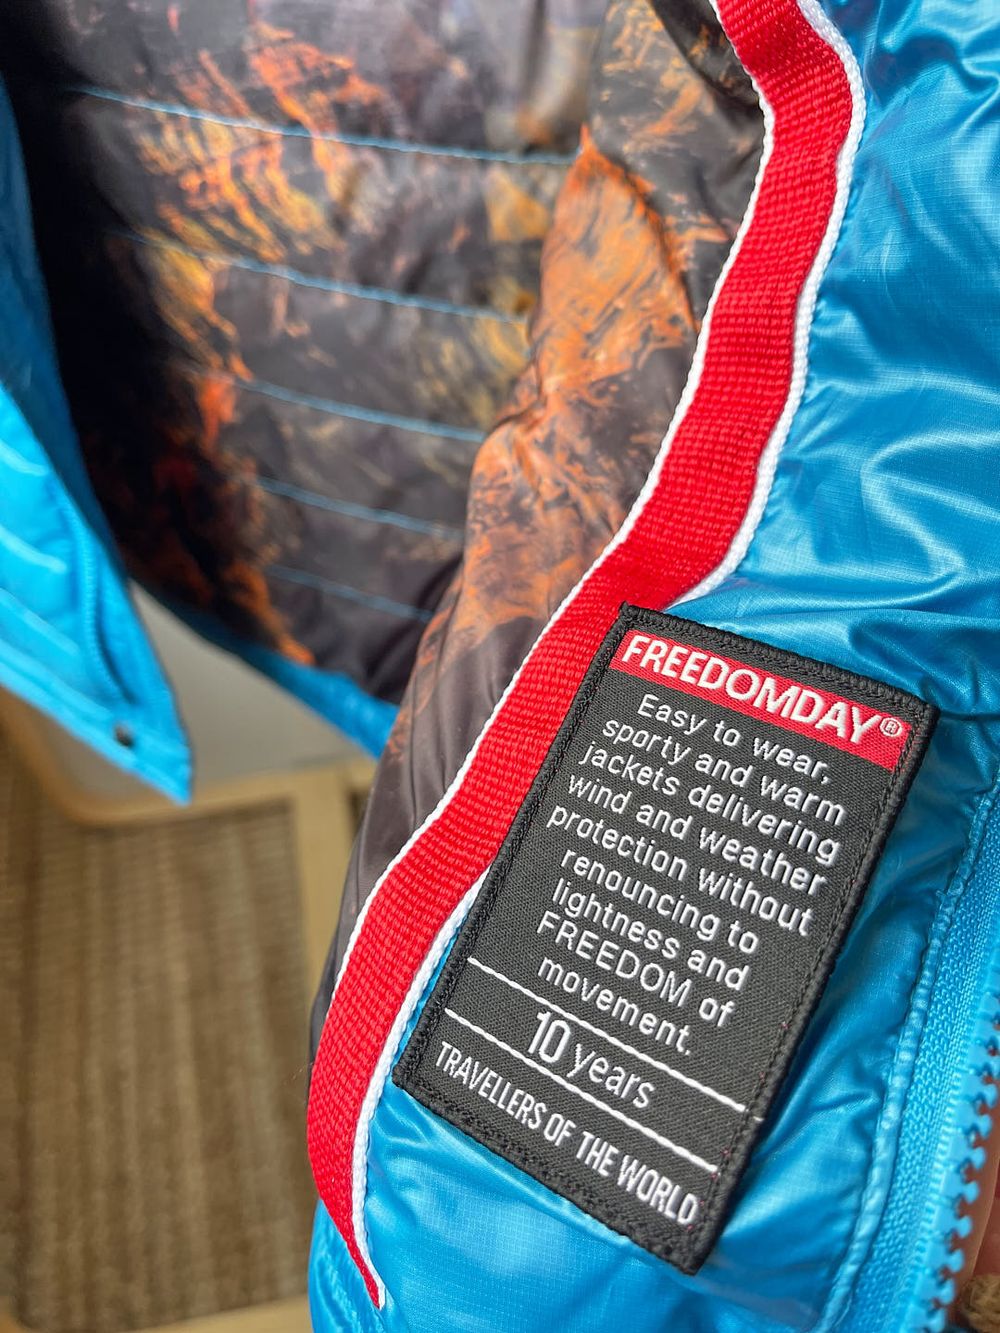 FREEDOMDAY®
Easy to wear,
sporty and warm
jackets delivering
wind and weather
protection without
renouncing to
lightness and
FREEDOM of
movement.
10 years
TRAVELLERS OF THE WORLD